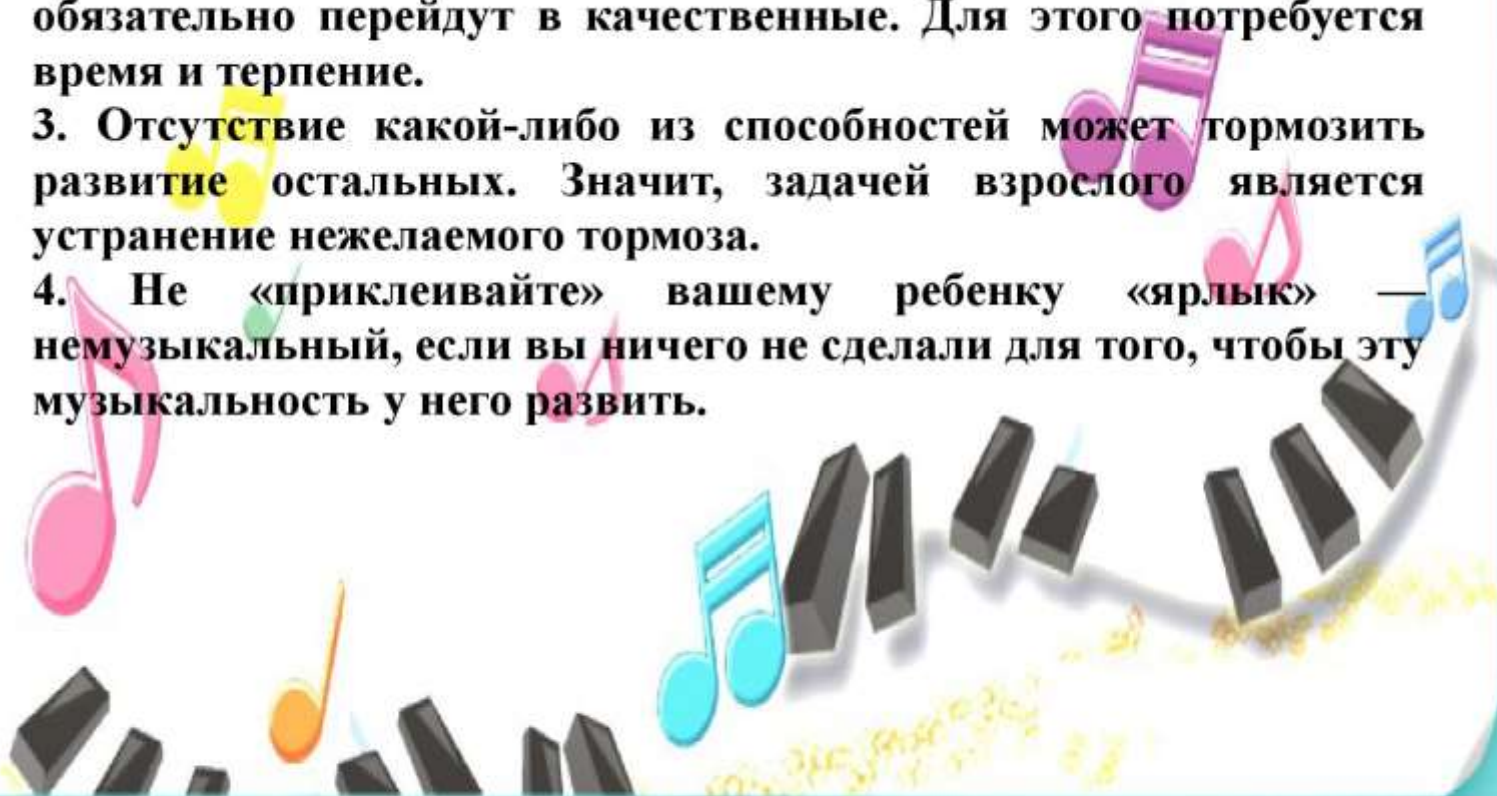 обязательно перейдут в качественные. Для этого потребуется
время и терпение.
3. Отсутствие какой-либо из способностей может тормозить
развитие остальных. Значит, задачей взрослого является
устранение нежелаемого тормоза.
4. Не «приклеивайте» вашему ребенку «ярлык» —
немузыкальный, если вы ничего не сделали для того, чтобы эту
музыкальность у него развить.